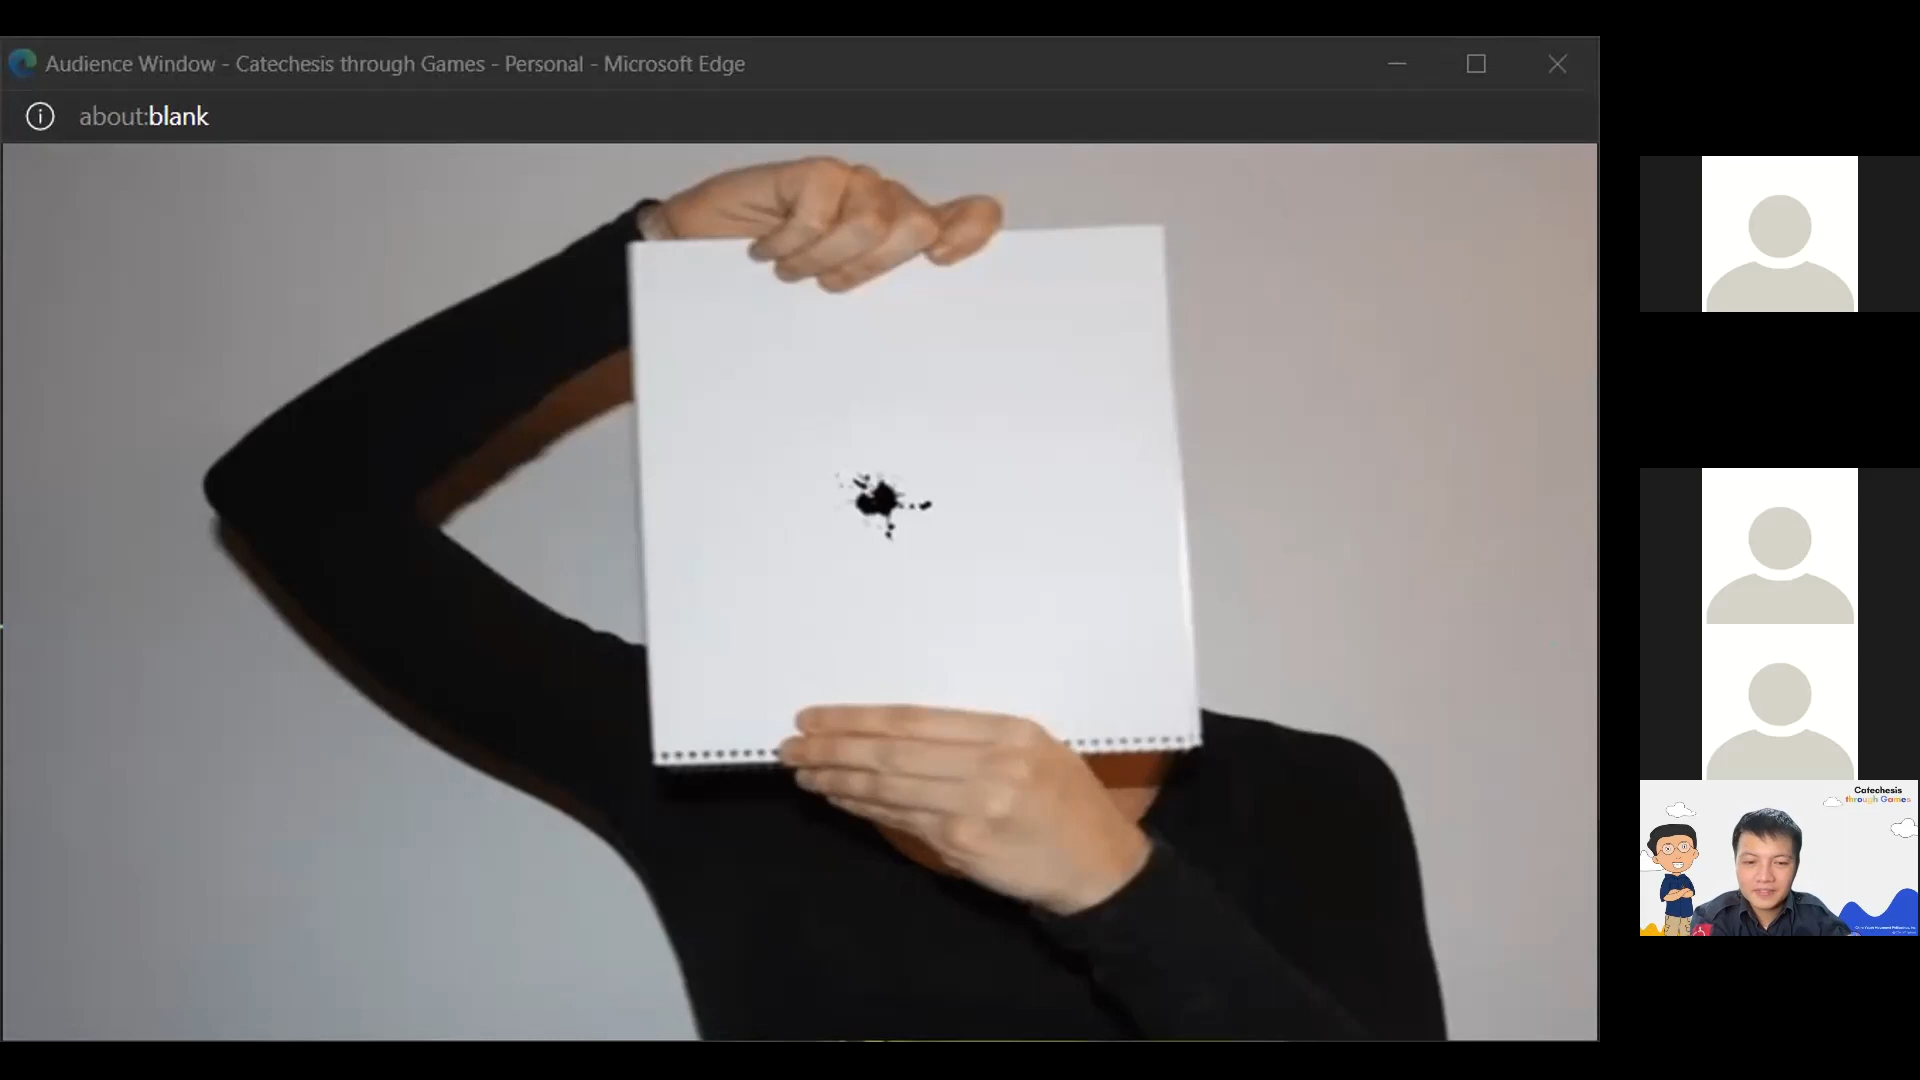 Audience Window - Catechesis through Games - Personal - Microsoft Edge
about:blank
Catechesis
through Games